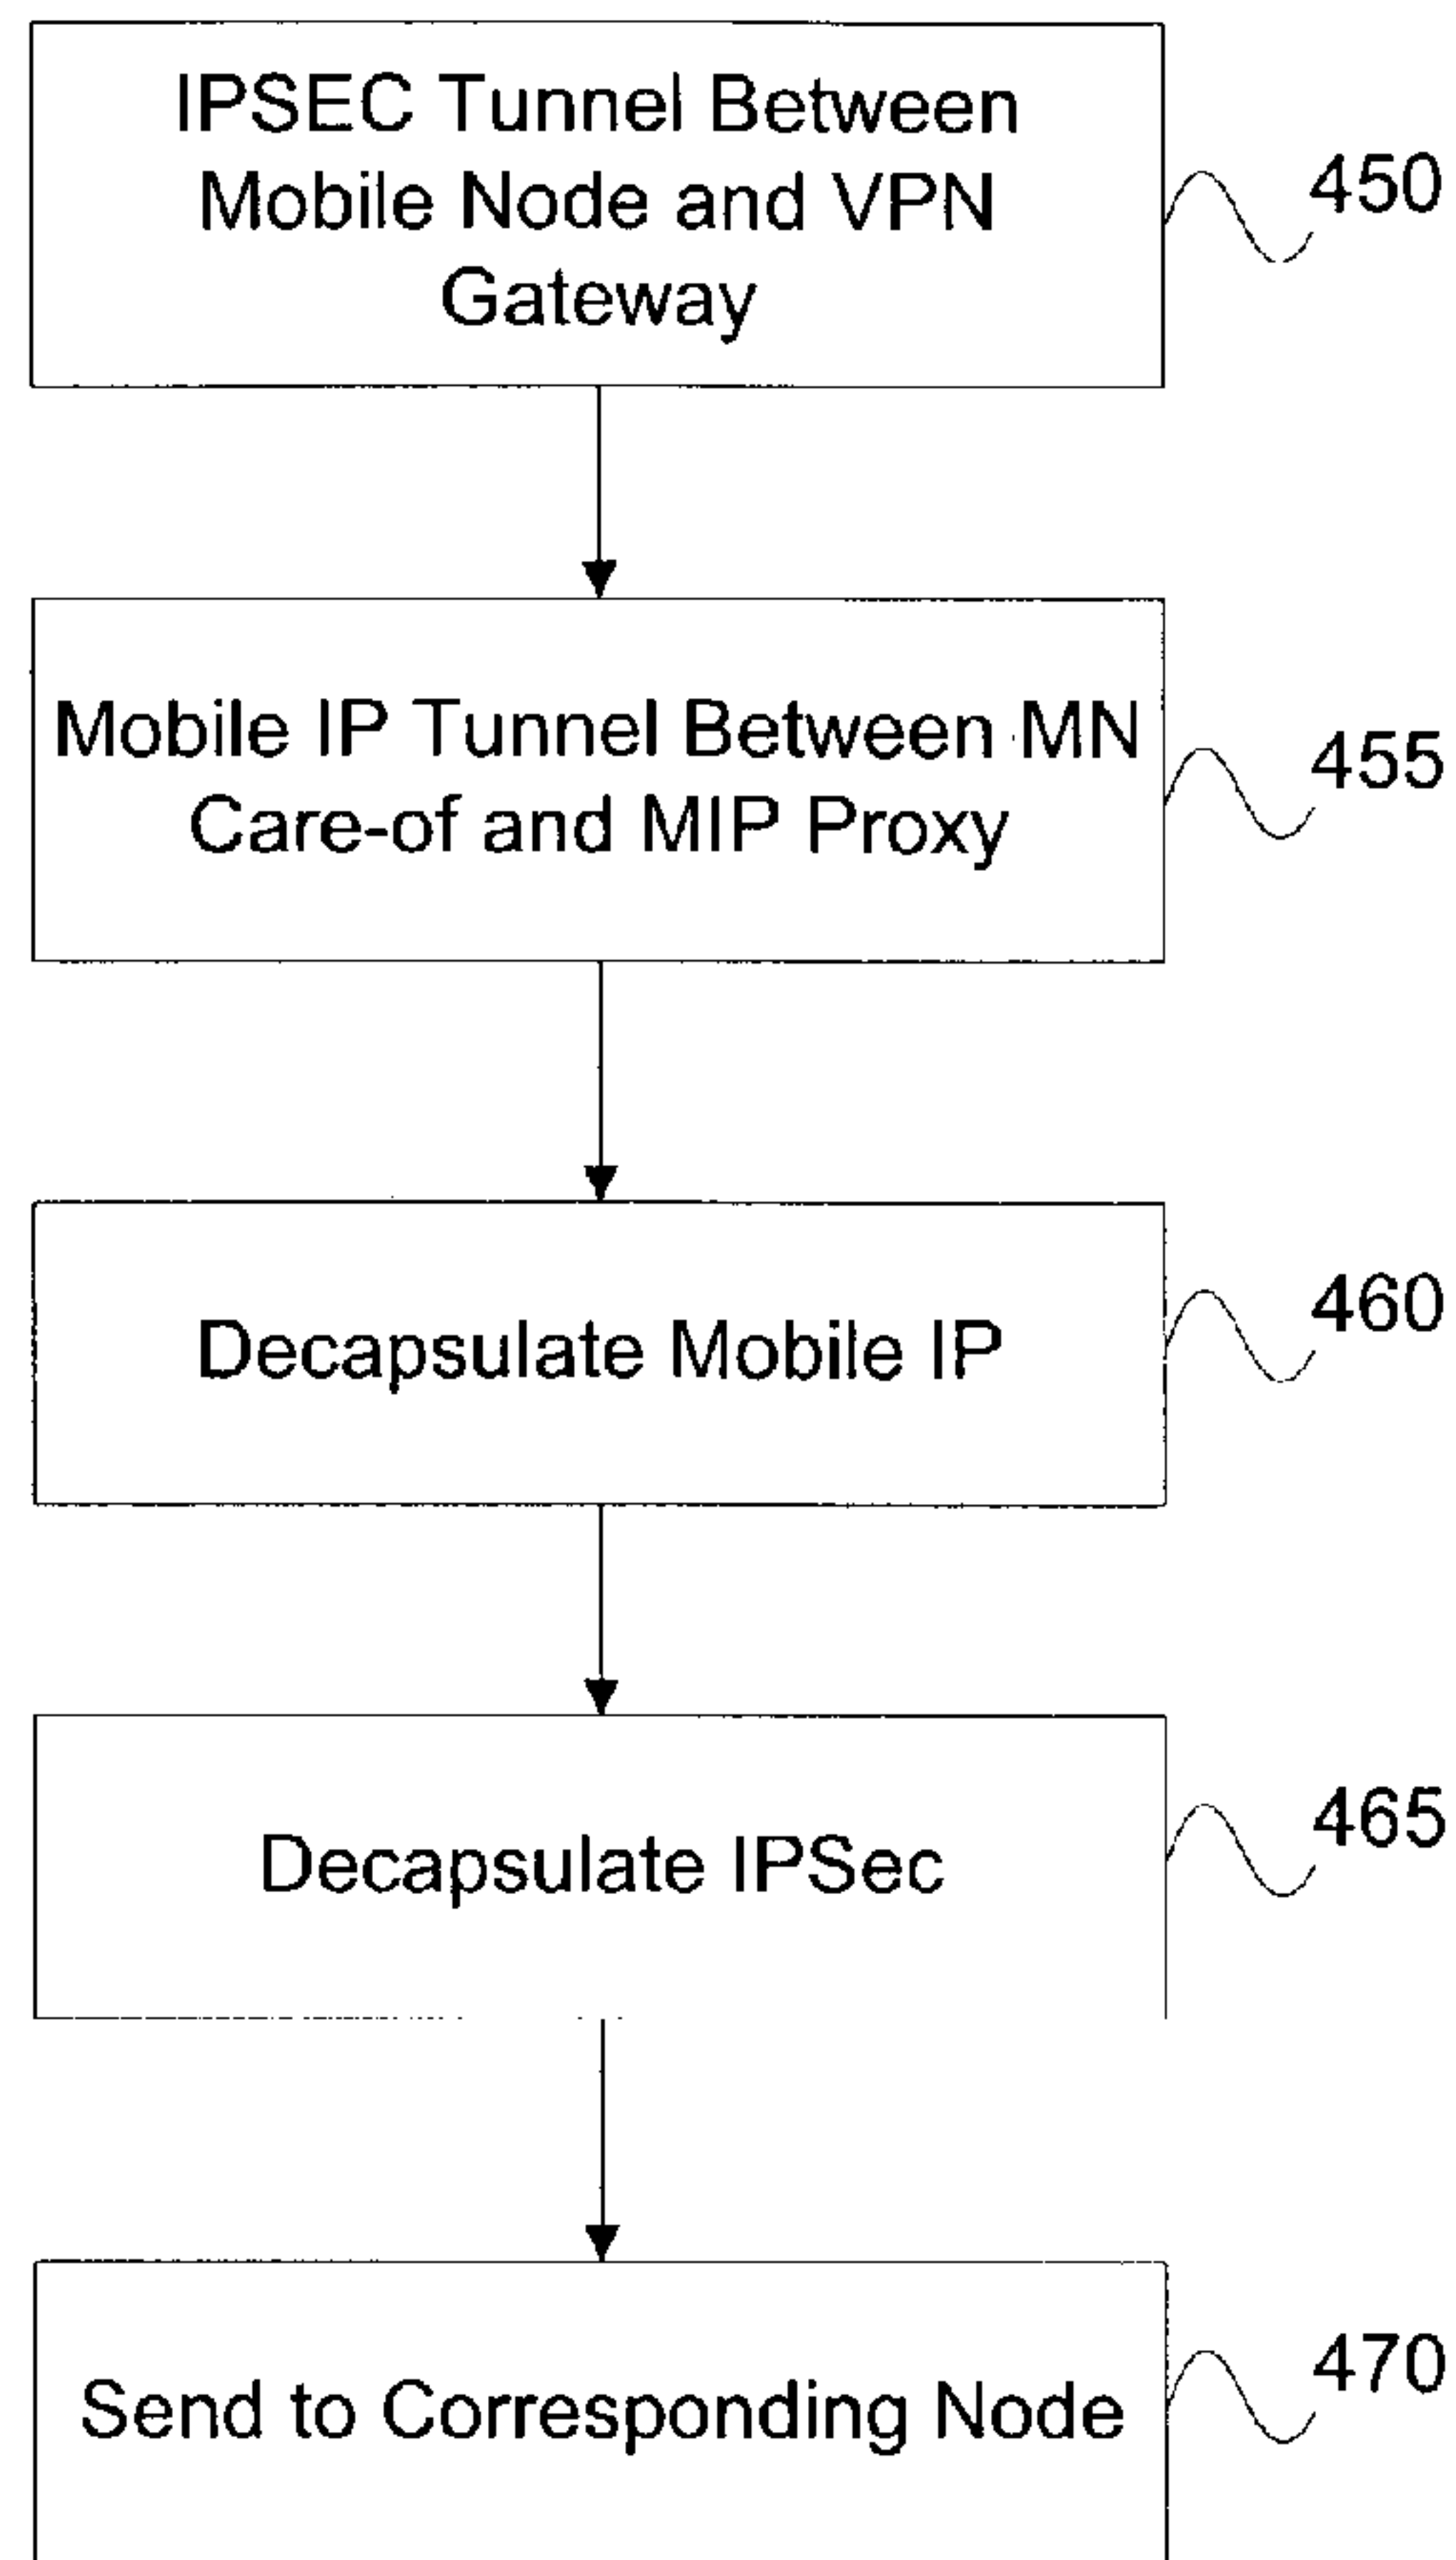 IPSEC Tunnel Between
Mobile Node and VPN
Gateway
450
Mobile IP Tunnel Between MN
Care-of and MIP Proxy
455
Decapsulate Mobile IP
460
Decapsulate IPSec
465
Send to Corresponding Node
470